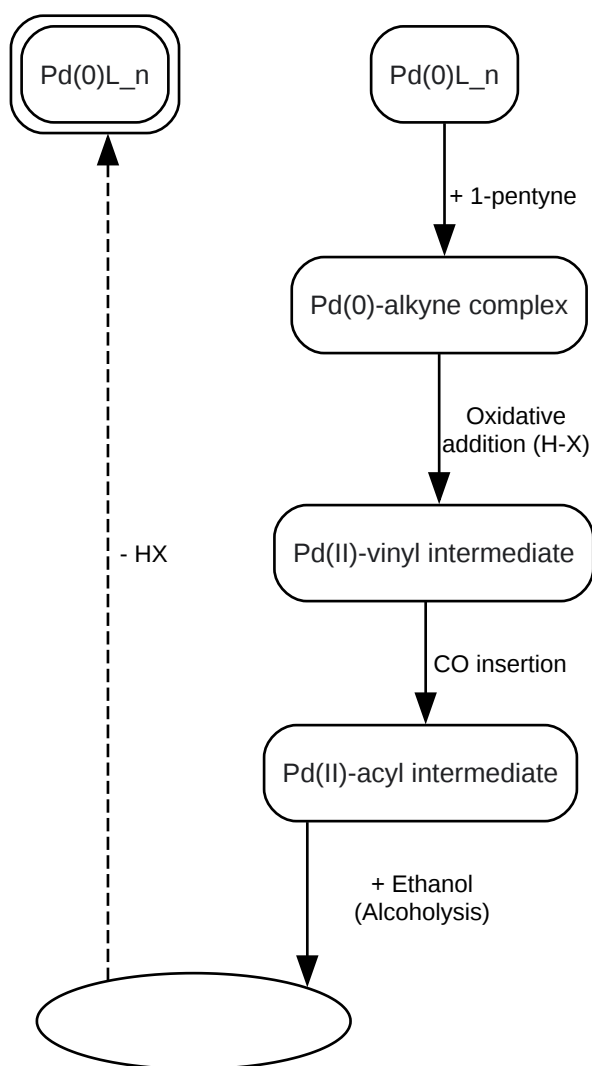 Pd(0)L_n
Pd(0)L_n
+ 1-pentyne
Pd(0)-alkyne complex
Oxidative
addition (H-X)
Pd(II)-vinyl intermediate
- HX
CO insertion
Pd(II)-acyl intermediate
+ Ethanol
(Alcoholysis)